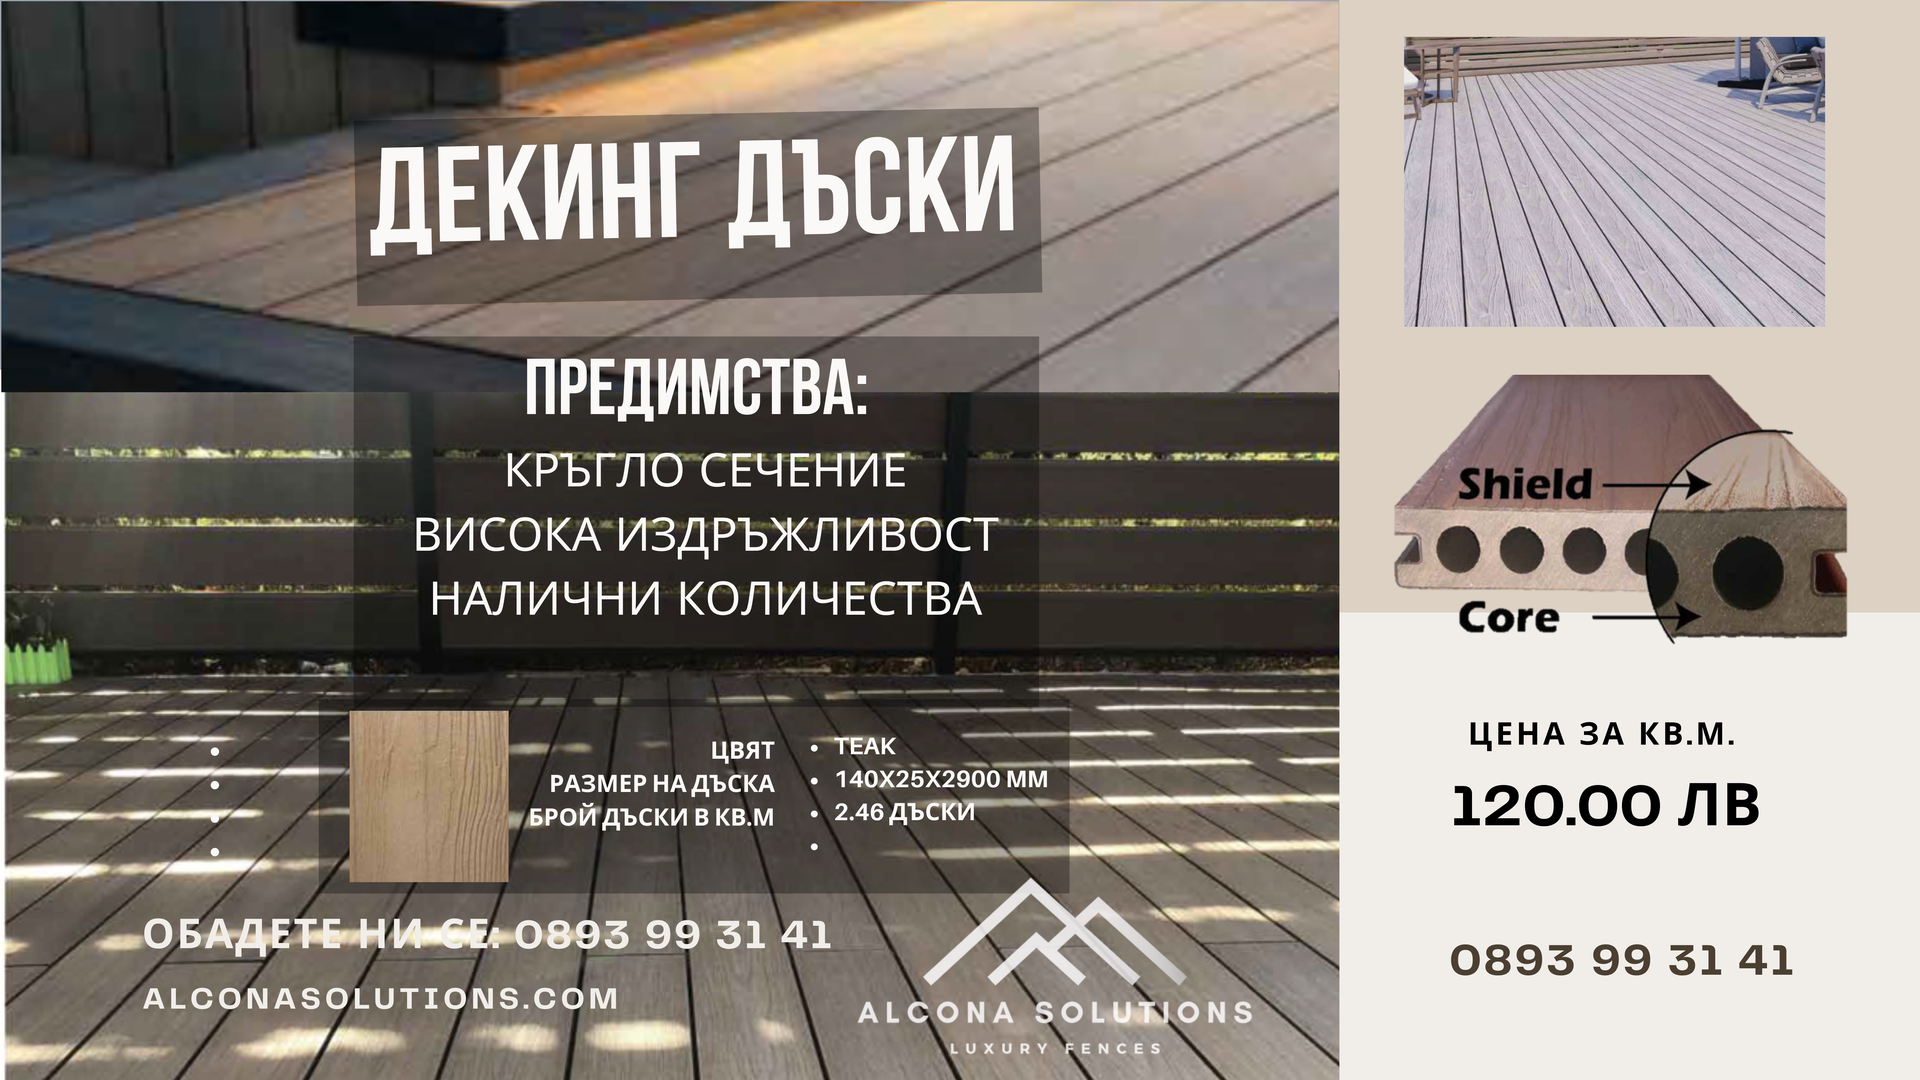 ДЕКИНГ ДЪСКИ
ПРЕДИМСТВА:
КРЪГЛО СЕЧЕНИЕ
ВИСОКА ИЗДРЪЖЛИВОСТ
НАЛИЧНИ КОЛИЧЕСТВА
ЦВЯТ
РАЗМЕР НА ДЪСКА
БРОЙ ДЪСКИ В КВ.М
• TEAK
• 140X25X2900 ММ
• 2.46 ДЪСКИ
ОБАДЕТЕ НИ СЕ: 0893 99 31 41
ALCONASOLUTIONS.COM
ALCONA SOLUTIONS
LUXURY FENCES
Shield
Core
ЦЕНА ЗА КВ.М.
120.00 ЛВ
0893 99 31 41